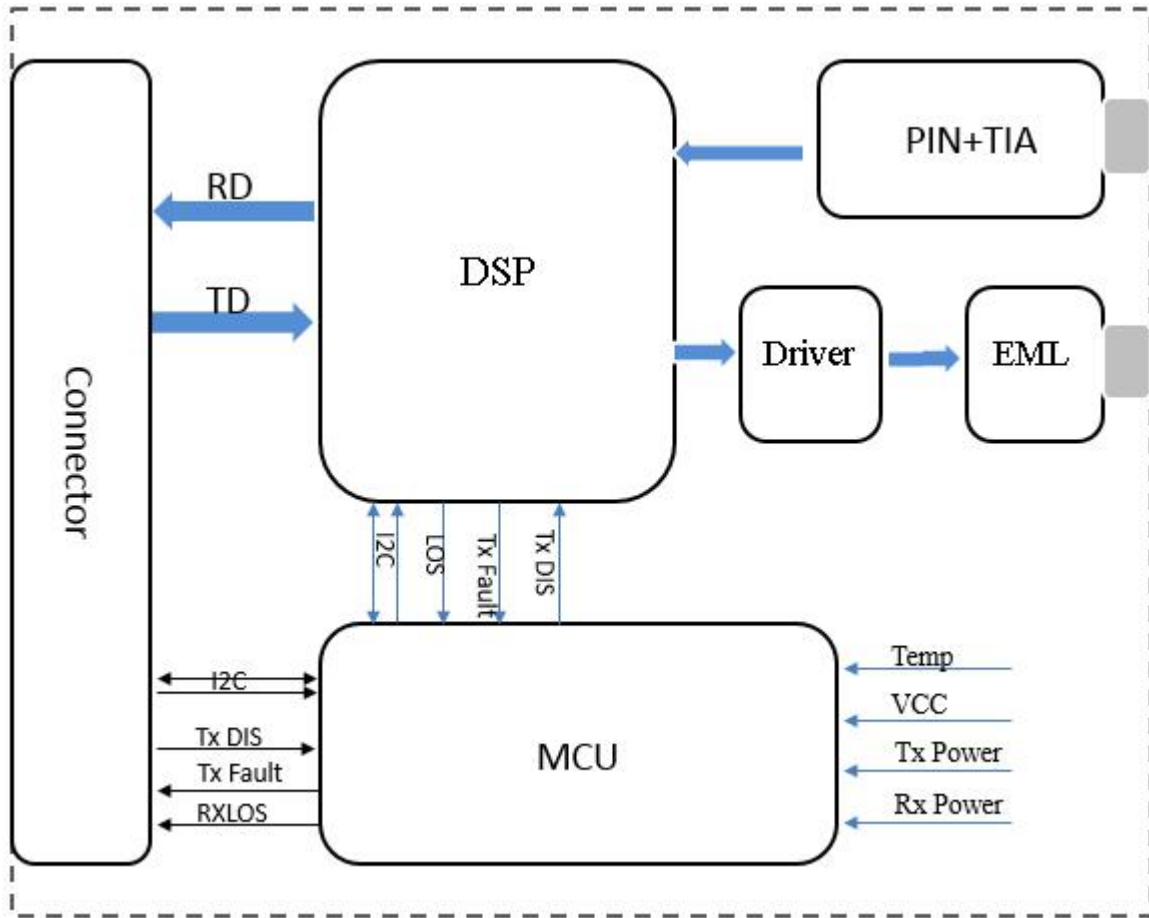 PIN+TIA
RD
DSP
TD
Driver
EML
Connector
I2C
LOS
Tx Fault
Tx DIS
Temp
I2C
VCC
Tx DIS
MCU
Tx Power
Tx Fault
Rx Power
RXLOS